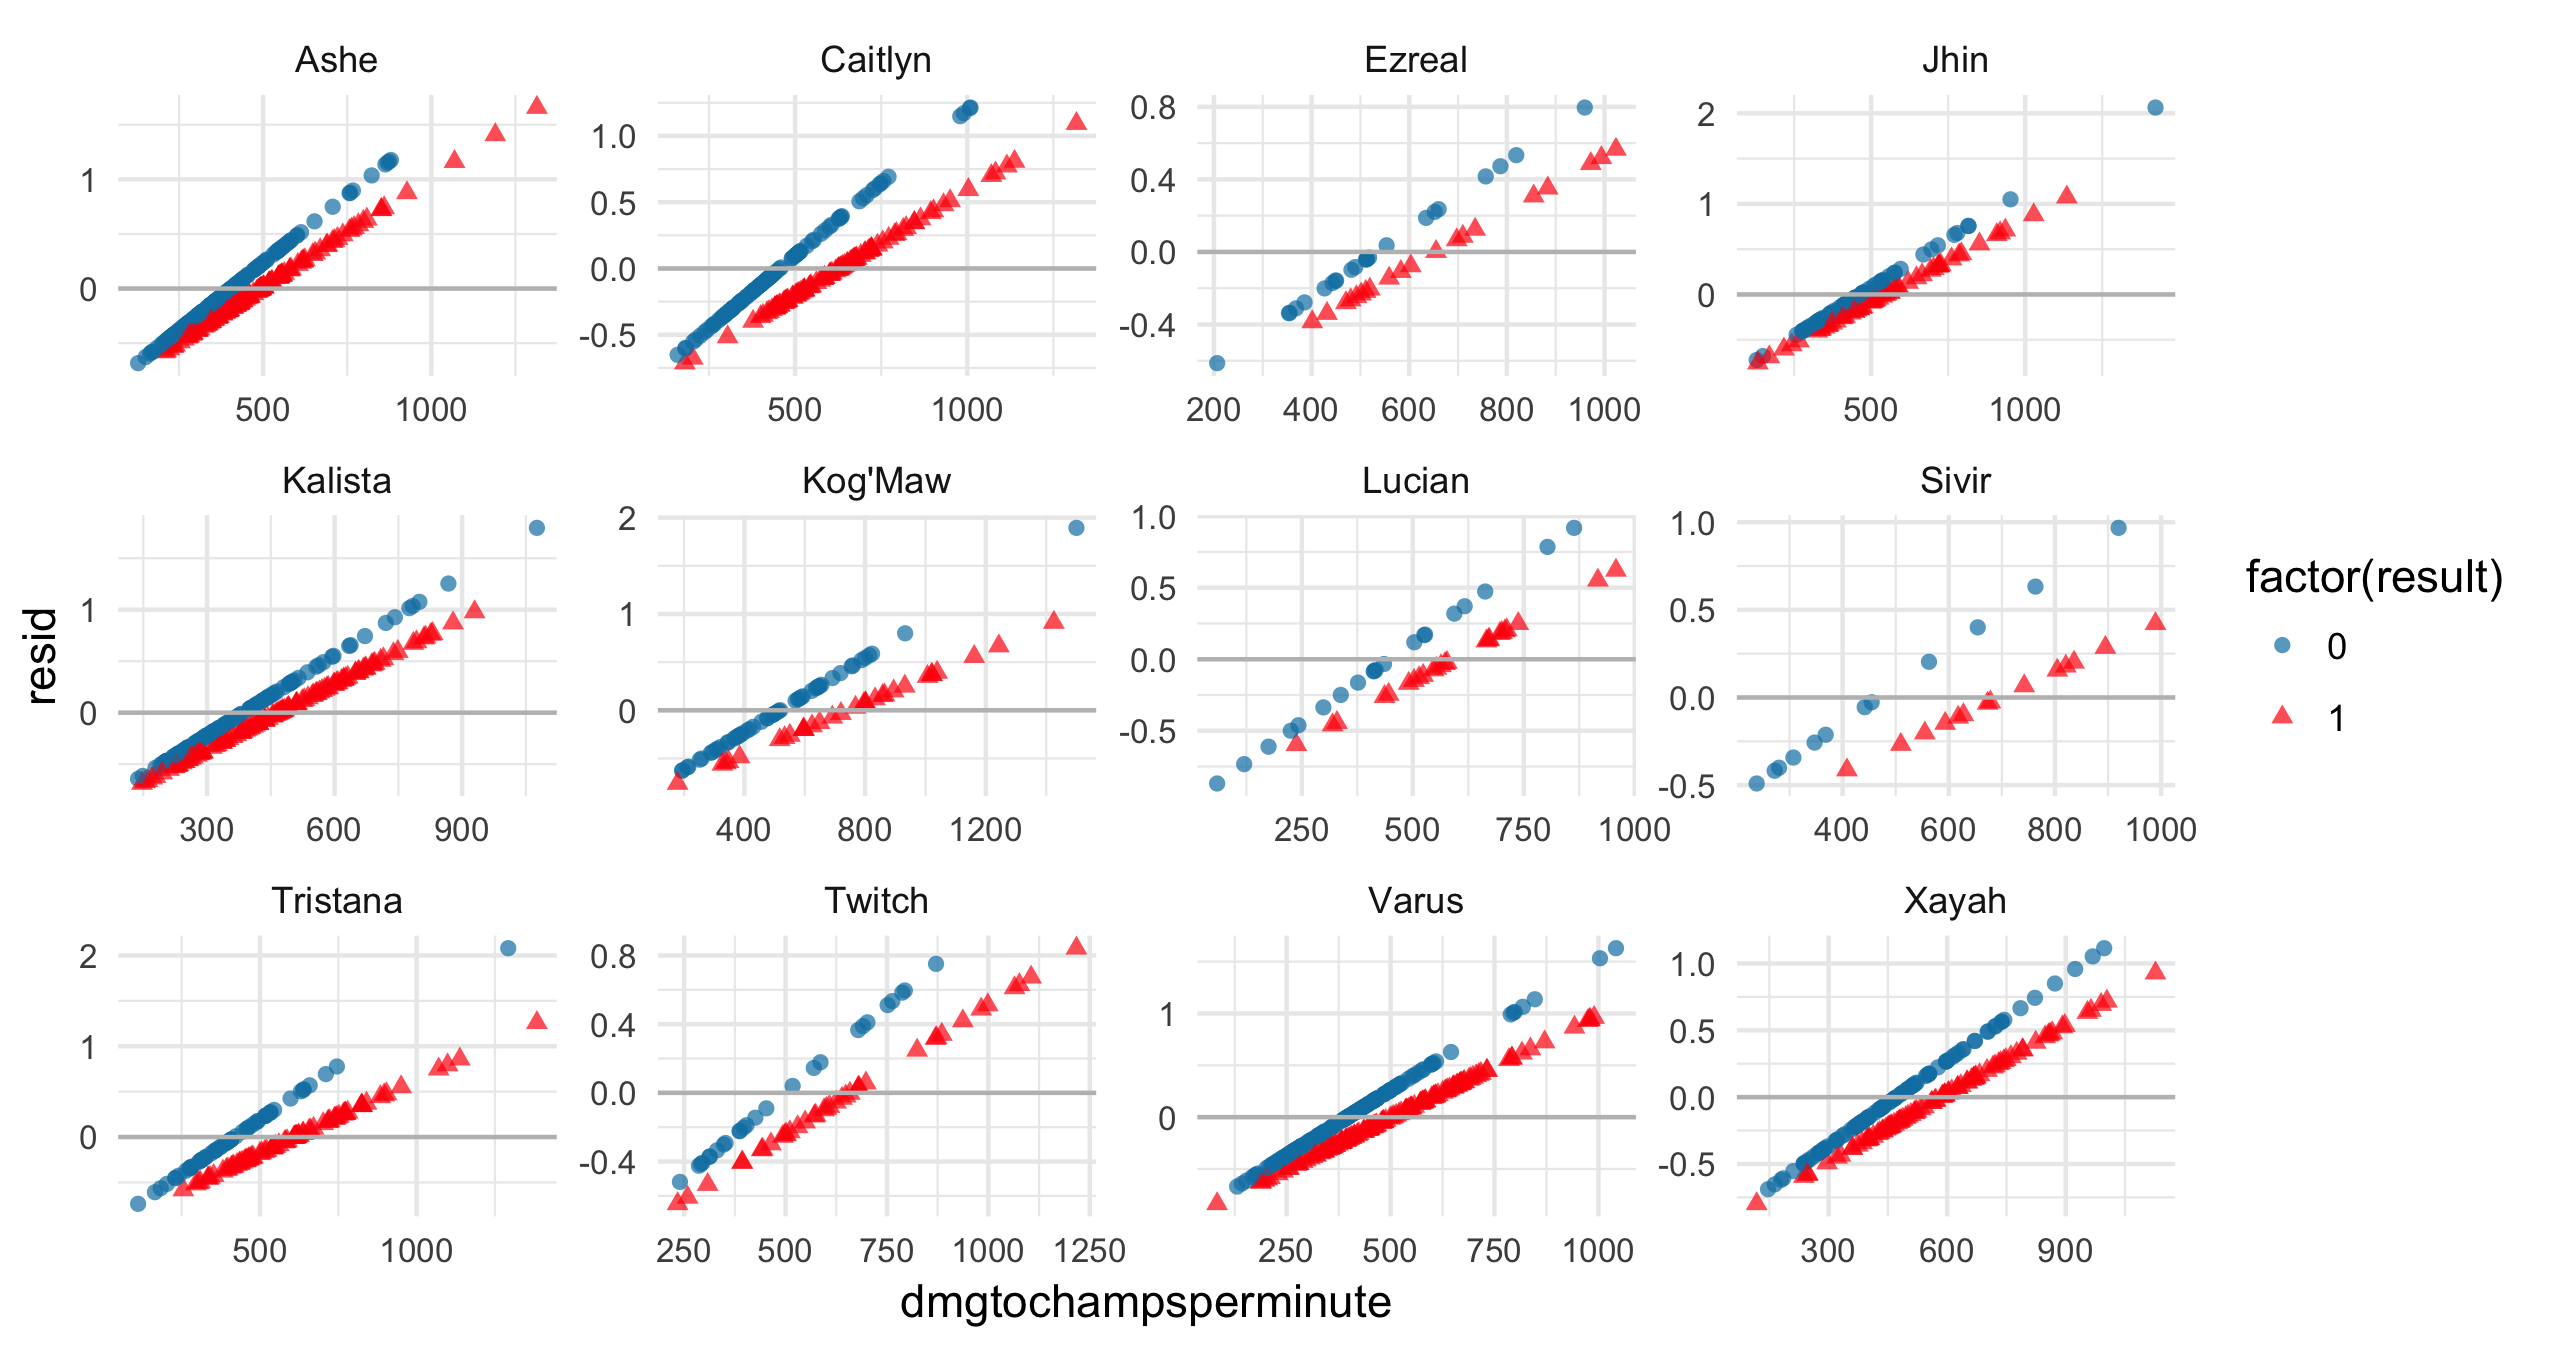 Ashe Caitlyn Ezreal Jhin
1 0
500 1000
1.0 0.5 0.0 -0.5
500 1000
0.8 0.4 0.0 -0.4
200 400 600 800 1000
2 1 0
500 1000
Kalista Kog'Maw Lucian Sivir
1 0
300 600 900
2 1 0
400 800 1200
1.0 0.5 0.0 -0.5
250 500 750 1000
1.0 0.5 0.0 -0.5
400 600 800 1000
Tristana Twitch Varus Xayah
2 1 0
500 1000
0.8 0.4 0.0 -0.4
250 500 750 1000 1250
1 0
250 500 750 1000
1.0 0.5 0.0 -0.5
300 600 900
resid
dmgtochampsperminute
factor(result)
0
1